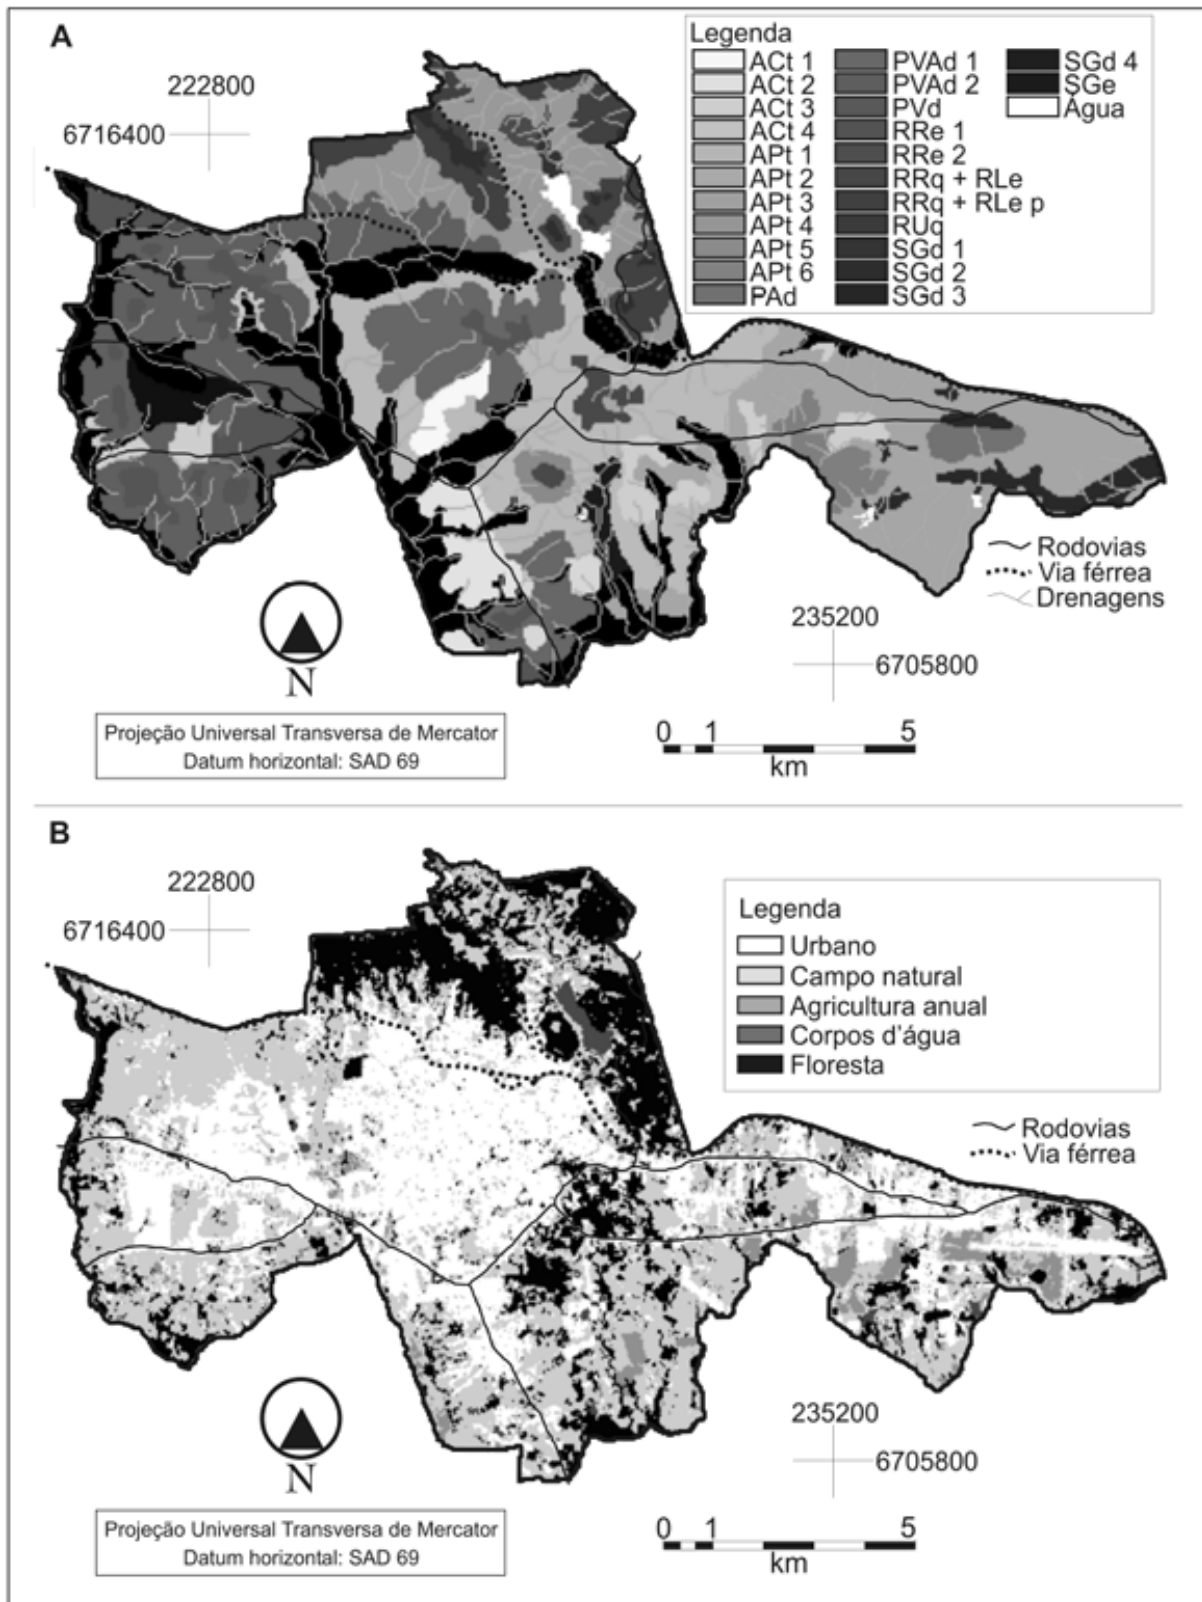 A
Legenda
ACt 1
ACt 2
ACt 3
ACt 4
APt 1
APt 2
APt 3
APt 4
APt 5
APt 6
PAd
PVAd 1
PVAd 2
PVd
RRe 1
RRe 2
RRq + RLe
RRq + RLe p
RUq
SGd 1
SGd 2
SGd 3
SGd 4
SGe
Água
222800
6716400
Rodovias
Via férrea
Drenagens
235200
6705800
N
Projeção Universal Transversa de Mercator
Datum horizontal: SAD 69
0 1 5
km
B
222800
6716400
Legenda
Urbano
Campo natural
Agricultura anual
Corpos d'água
Floresta
Rodovias
Via férrea
235200
6705800
N
Projeção Universal Transversa de Mercator
Datum horizontal: SAD 69
0 1 5
km